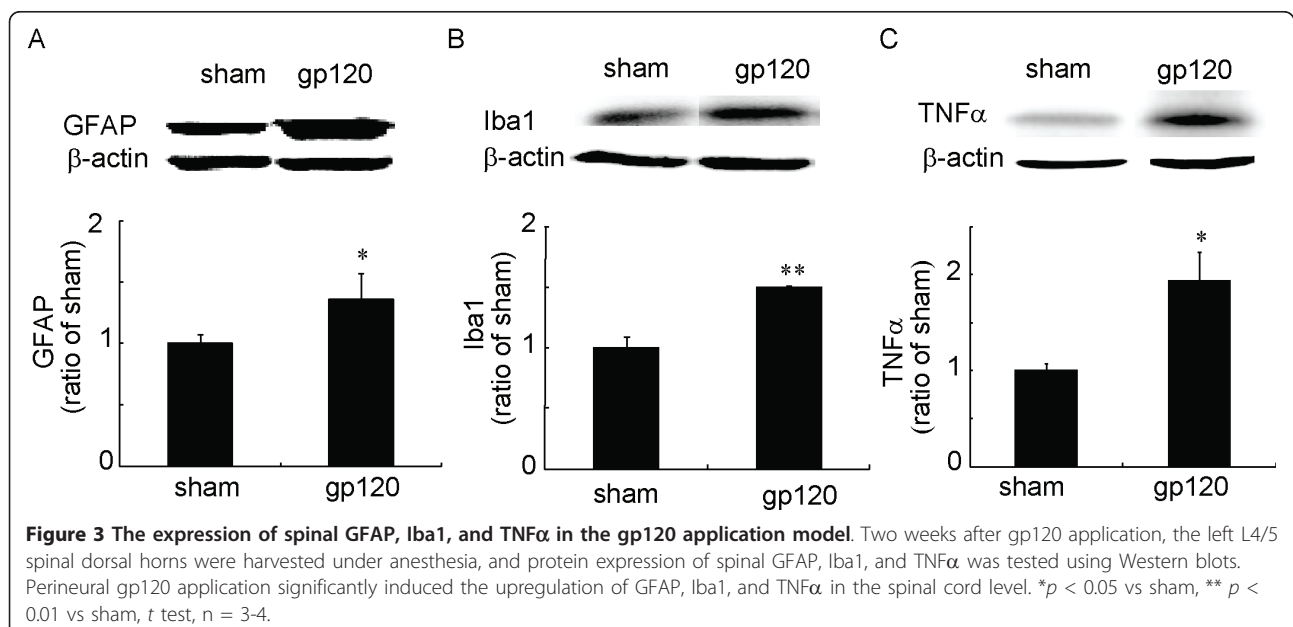 A
sham gp120
GFAP
β-actin
2
1
0
GFAP
(ratio of sham)
*
sham gp120
B
sham gp120
Iba1
β-actin
2
1
0
Iba1
(ratio of sham)
**
sham gp120
C
sham gp120
TNFα
β-actin
2
1
0
TNFα
(ratio of sham)
*
sham gp120
Figure 3 The expression of spinal GFAP, Iba1, and TNFα in the gp120 application model. Two weeks after gp120 application, the left L4/5
spinal dorsal horns were harvested under anesthesia, and protein expression of spinal GFAP, Iba1, and TNFα was tested using Western blots.
Perineural gp120 application significantly induced the upregulation of GFAP, Iba1, and TNFα in the spinal cord level. *p < 0.05 vs sham, ** p <
0.01 vs sham, t test, n = 3-4.